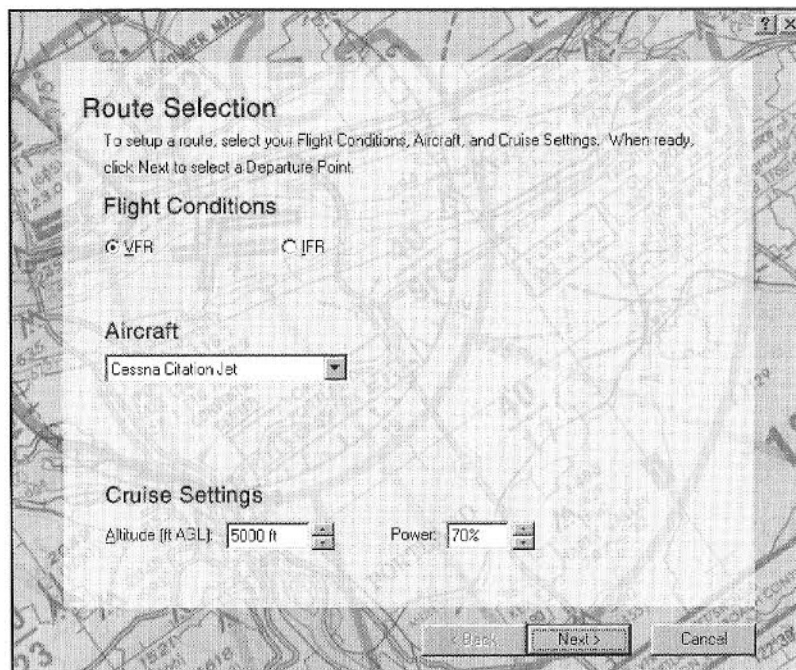 ? X
Route Selection
To setup a route, select your Flight Conditions, Aircraft, and Cruise Settings. When ready,
click Next to select a Departure Point.
Flight Conditions
VFR IFR
Aircraft
Cessna Citation Jet
Cruise Settings
Altitude (ft AGL): 5000 ft Power: 70%
< Back Next > Cancel